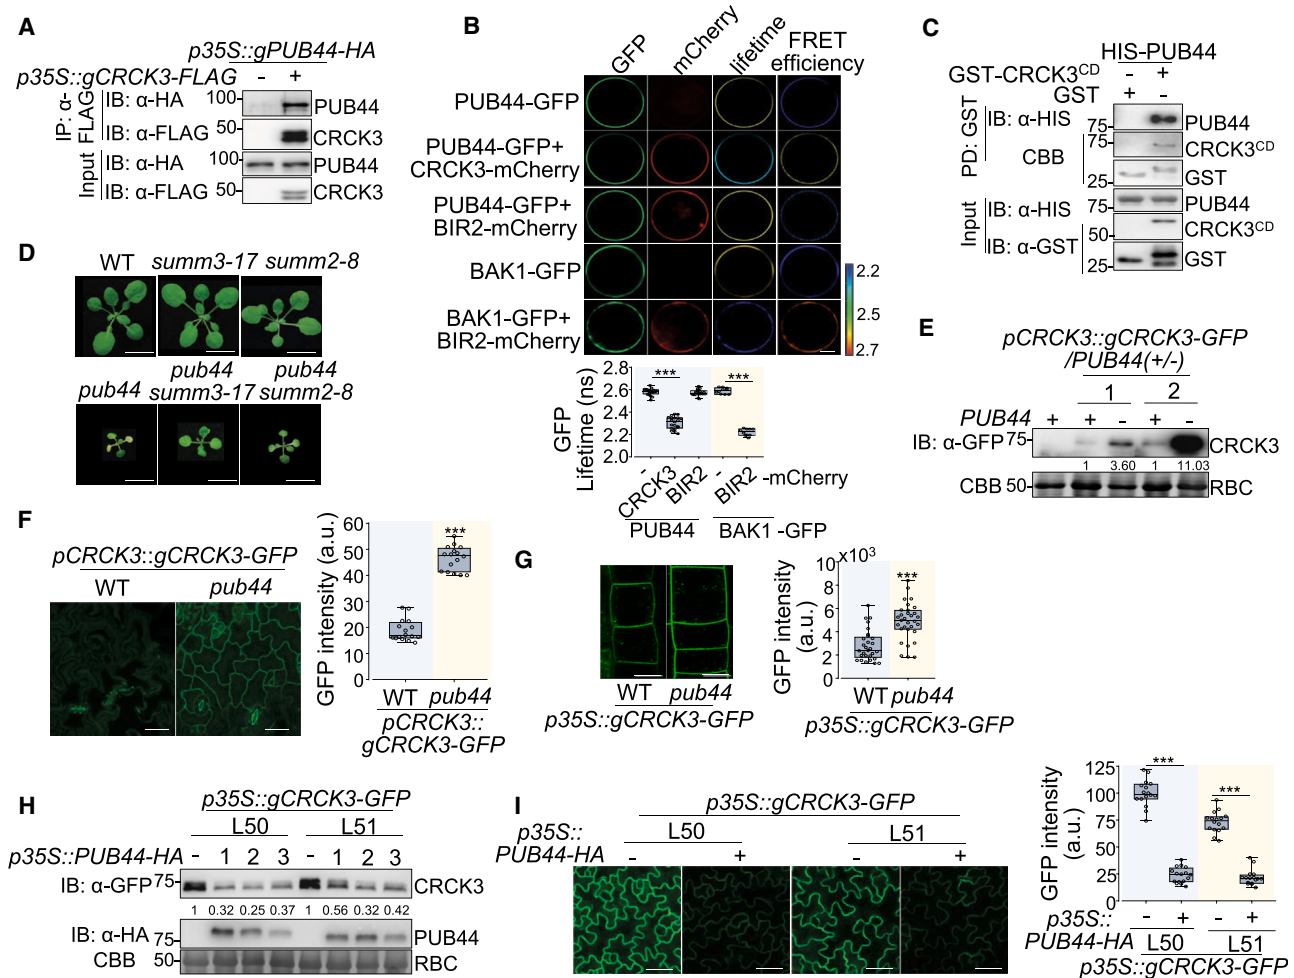 A
p35S::gPUB44-HA
p35S::gCRCK3-FLAG - +
IP: α-FLAG
IB: α-HA 100 PUB44
IB: α-FLAG 50 CRCK3
Input
IB: α-HA 100 PUB44
IB: α-FLAG 50 CRCK3
B
GFP mCherry lifetime FRET efficiency
PUB44-GFP
PUB44-GFP+
CRCK3-mCherry
PUB44-GFP+
BIR2-mCherry
BAK1-GFP
BAK1-GFP+
BIR2-mCherry
2.2
2.5
2.7
GFP
Lifetime (ns)
2.8
2.6
2.4
2.2
2.0
*** ***
- CRCK3 BIR2 - BIR2 -mCherry
PUB44 BAK1 -GFP
C
HIS-PUB44
GST-CRCK3CD - +
GST + -
PD: GST
IB: α-HIS 75 PUB44
CBB 75 CRCK3CD
25 GST
Input
IB: α-HIS 75 PUB44
IB: α-GST 50 CRCK3CD
25 GST
D
WT summ3-17 summ2-8
pub44 pub44 summ3-17 pub44 summ2-8
E
pCRCK3::gCRCK3-GFP
/PUB44(+/-)
1 2
PUB44 + + - + -
IB: α-GFP 75 CRCK3
1 3.60 1 11.03
CBB 50 RBC
F
pCRCK3::gCRCK3-GFP
WT pub44
GFP intensity (a.u.)
60
50
40
30
20
10
0
***
WT pub44
pCRCK3::
gCRCK3-GFP
G
WT pub44
p35S::gCRCK3-GFP
GFP intensity
(a.u.)
10 x10³
8
6
4
2
0
***
WT pub44
p35S::gCRCK3-GFP
H
p35S::gCRCK3-GFP
L50 L51
p35S::PUB44-HA - 1 2 3 - 1 2 3
IB: α-GFP 75 CRCK3
1 0.32 0.25 0.37 1 0.56 0.32 0.42
IB: α-HA 75 PUB44
CBB 50 RBC
I
p35S::gCRCK3-GFP
p35S:: L50 L51
PUB44-HA - + - +
GFP intensity
(a.u.)
125
100
75
50
25
0
*** ***
p35S::
PUB44-HA - + - +
L50 L51
p35S::gCRCK3-GFP